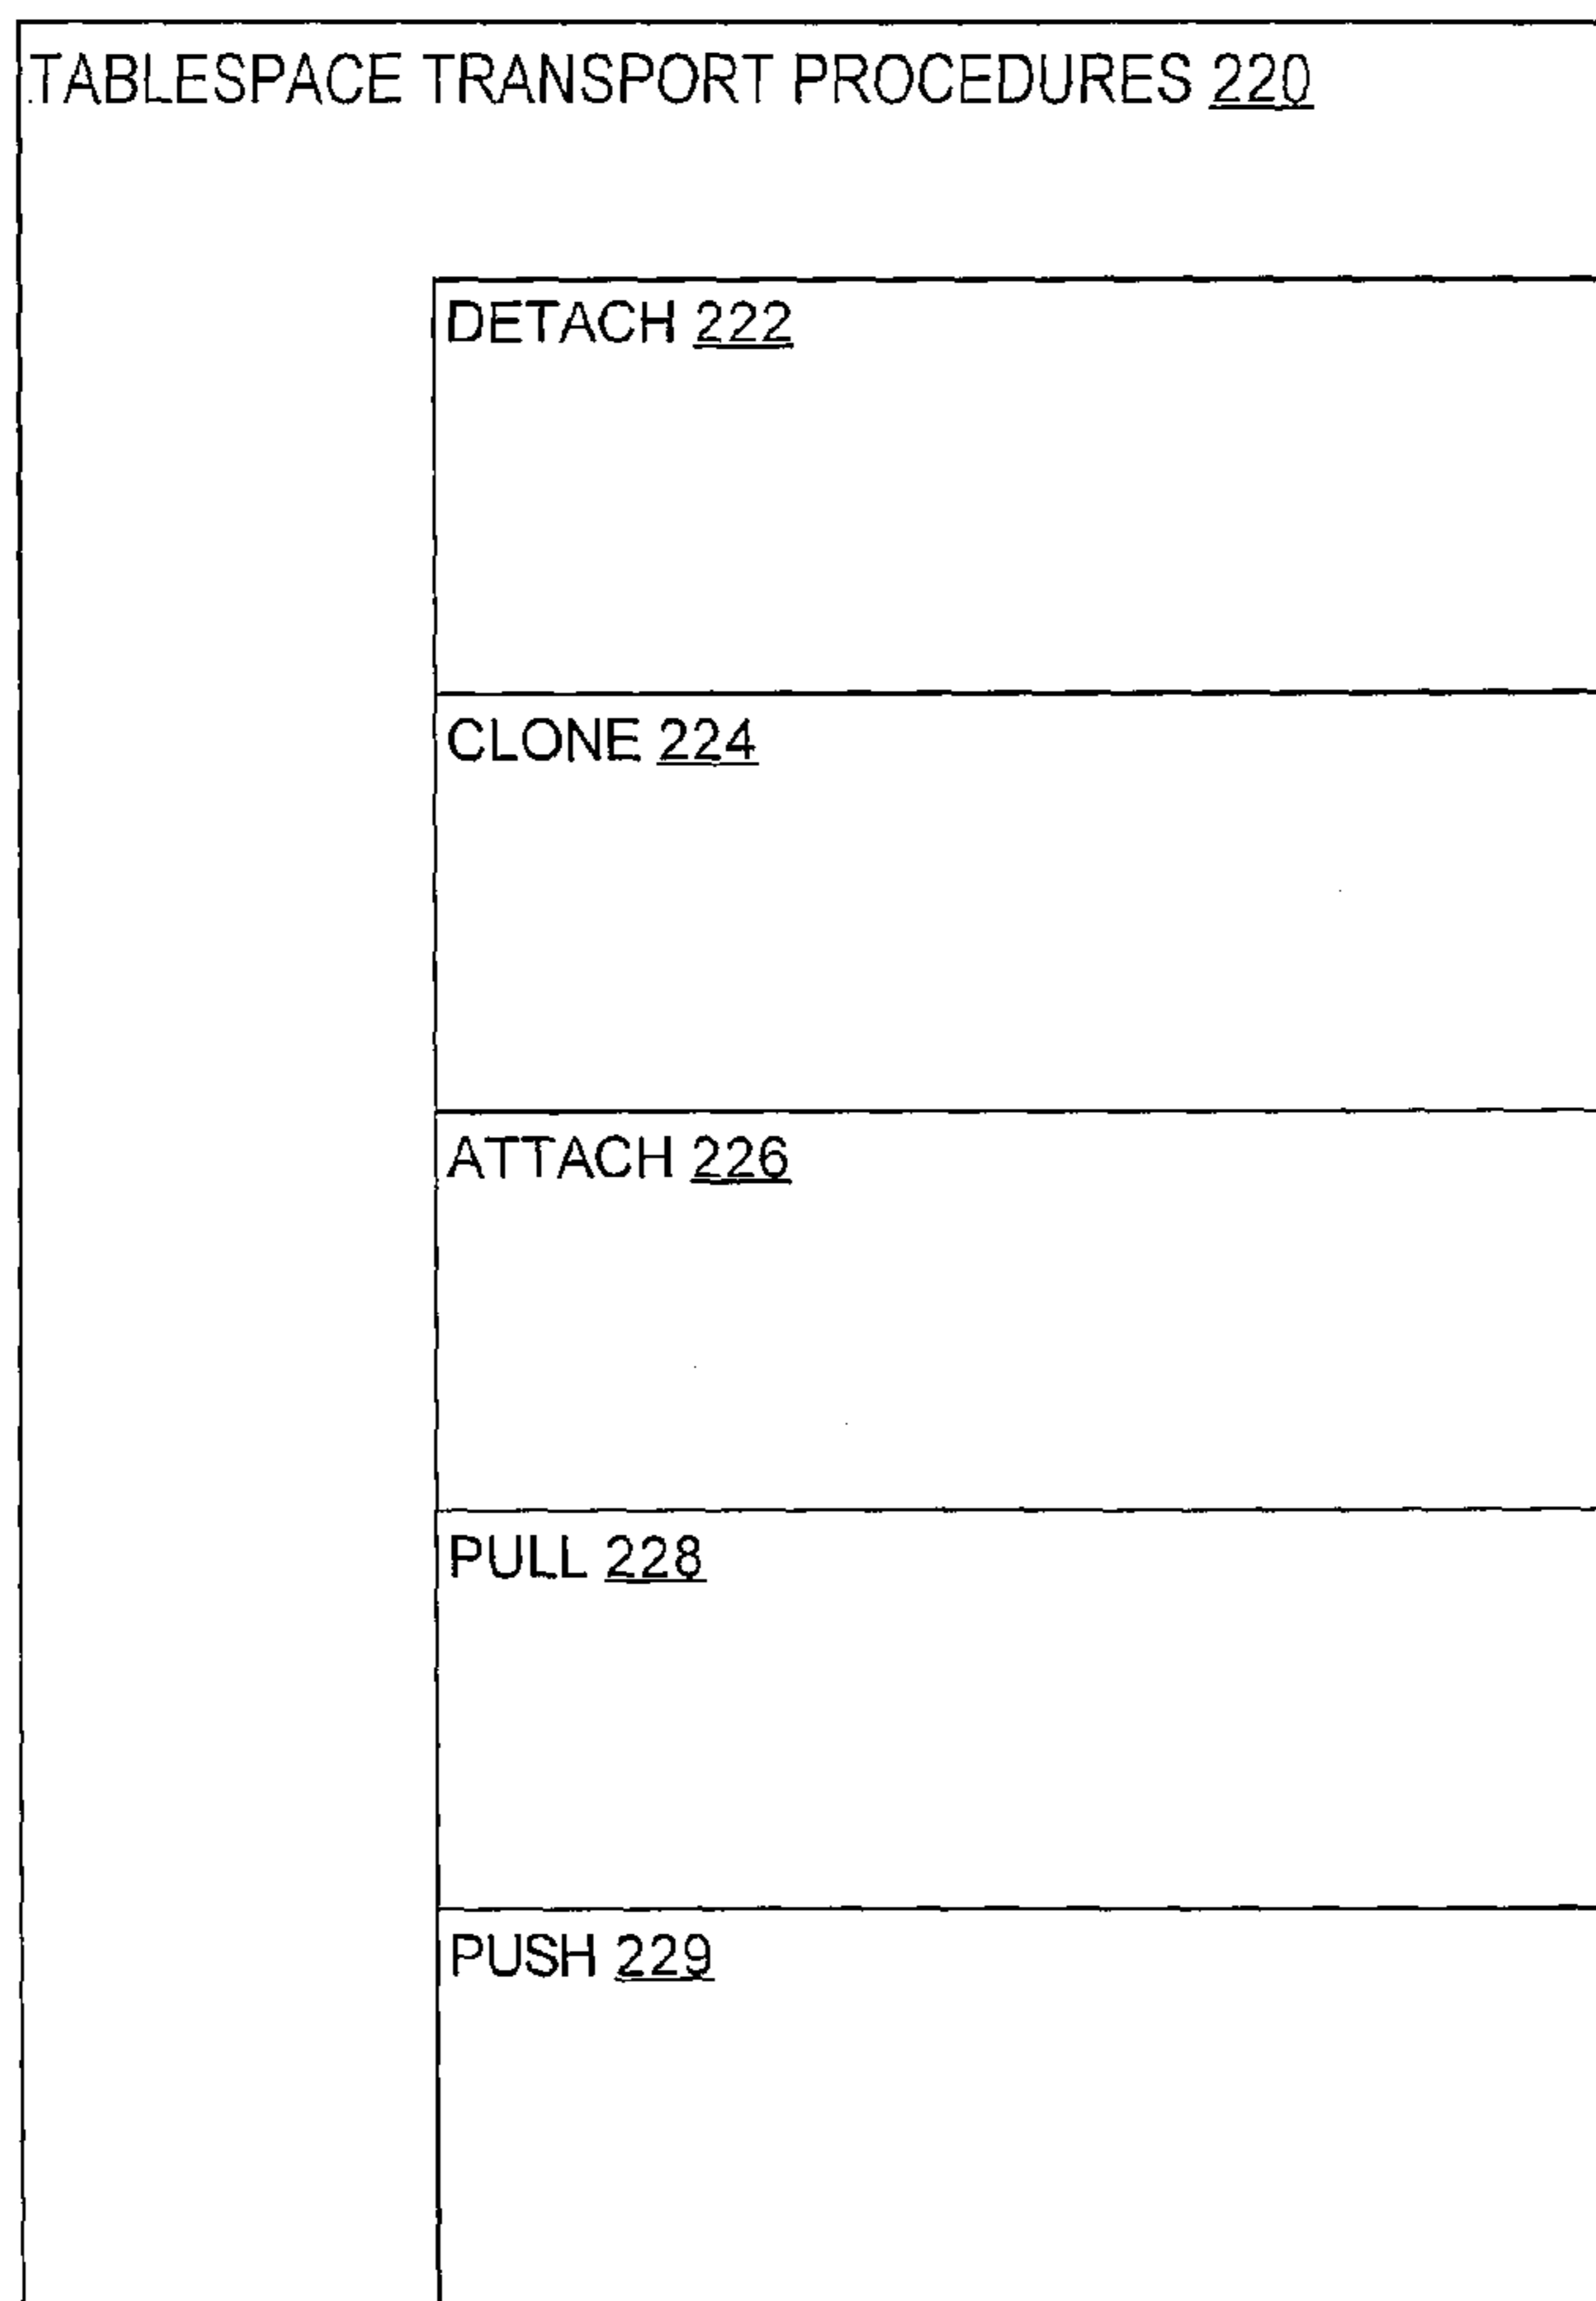 TABLESPACE TRANSPORT PROCEDURES 220
DETACH 222
CLONE 224
ATTACH 226
PULL 228
PUSH 229